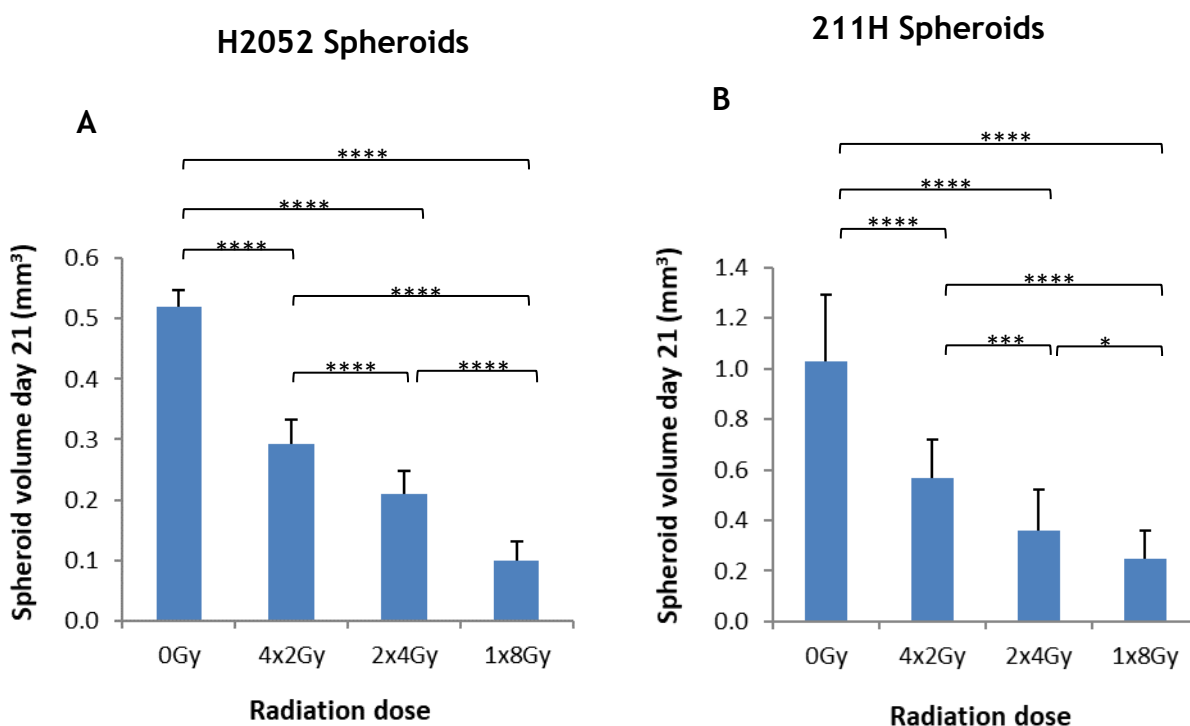 H2052 Spheroids
A
****
****
****
****
****
****
Spheroid volume day 21 (mm³)
0.6
0.5
0.4
0.3
0.2
0.1
0.0
0Gy 4x2Gy 2x4Gy 1x8Gy
Radiation dose
211H Spheroids
B
****
****
****
****
***
*
Spheroid volume day 21 (mm³)
1.4
1.2
1.0
0.8
0.6
0.4
0.2
0.0
0Gy 4x2Gy 2x4Gy 1x8Gy
Radiation dose